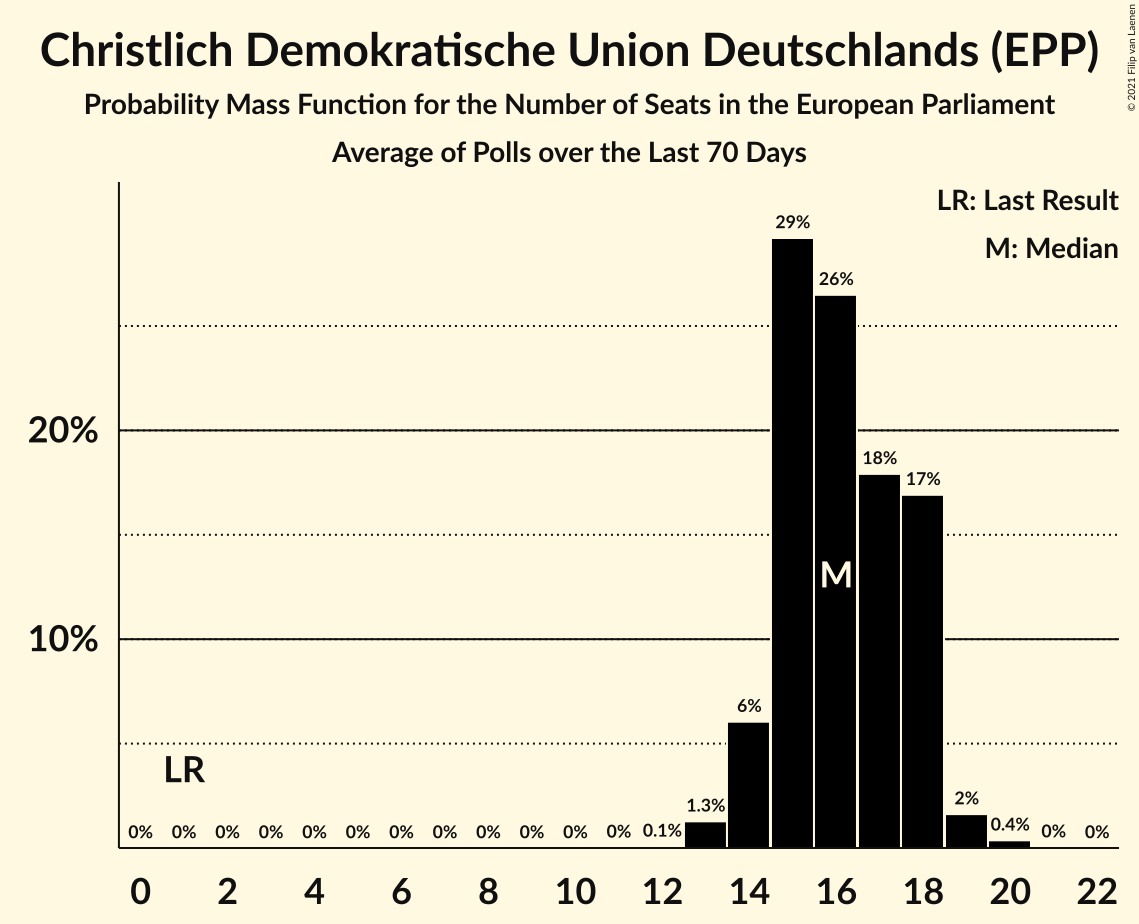 Christlich Demokratische Union Deutschlands (EPP)
Probability Mass Function for the Number of Seats in the European Parliament
Average of Polls over the Last 70 Days
© 2021 Filip van Laenen
LR: Last Result
M: Median
29%
26%
20%
18%
17%
M
10%
6%
LR
0% 0% 0% 0% 0% 0% 0% 0% 0% 0% 0% 0% 0.1% 1.3% 2% 0.4% 0% 0%
0 2 4 6 8 10 12 14 16 18 20 22